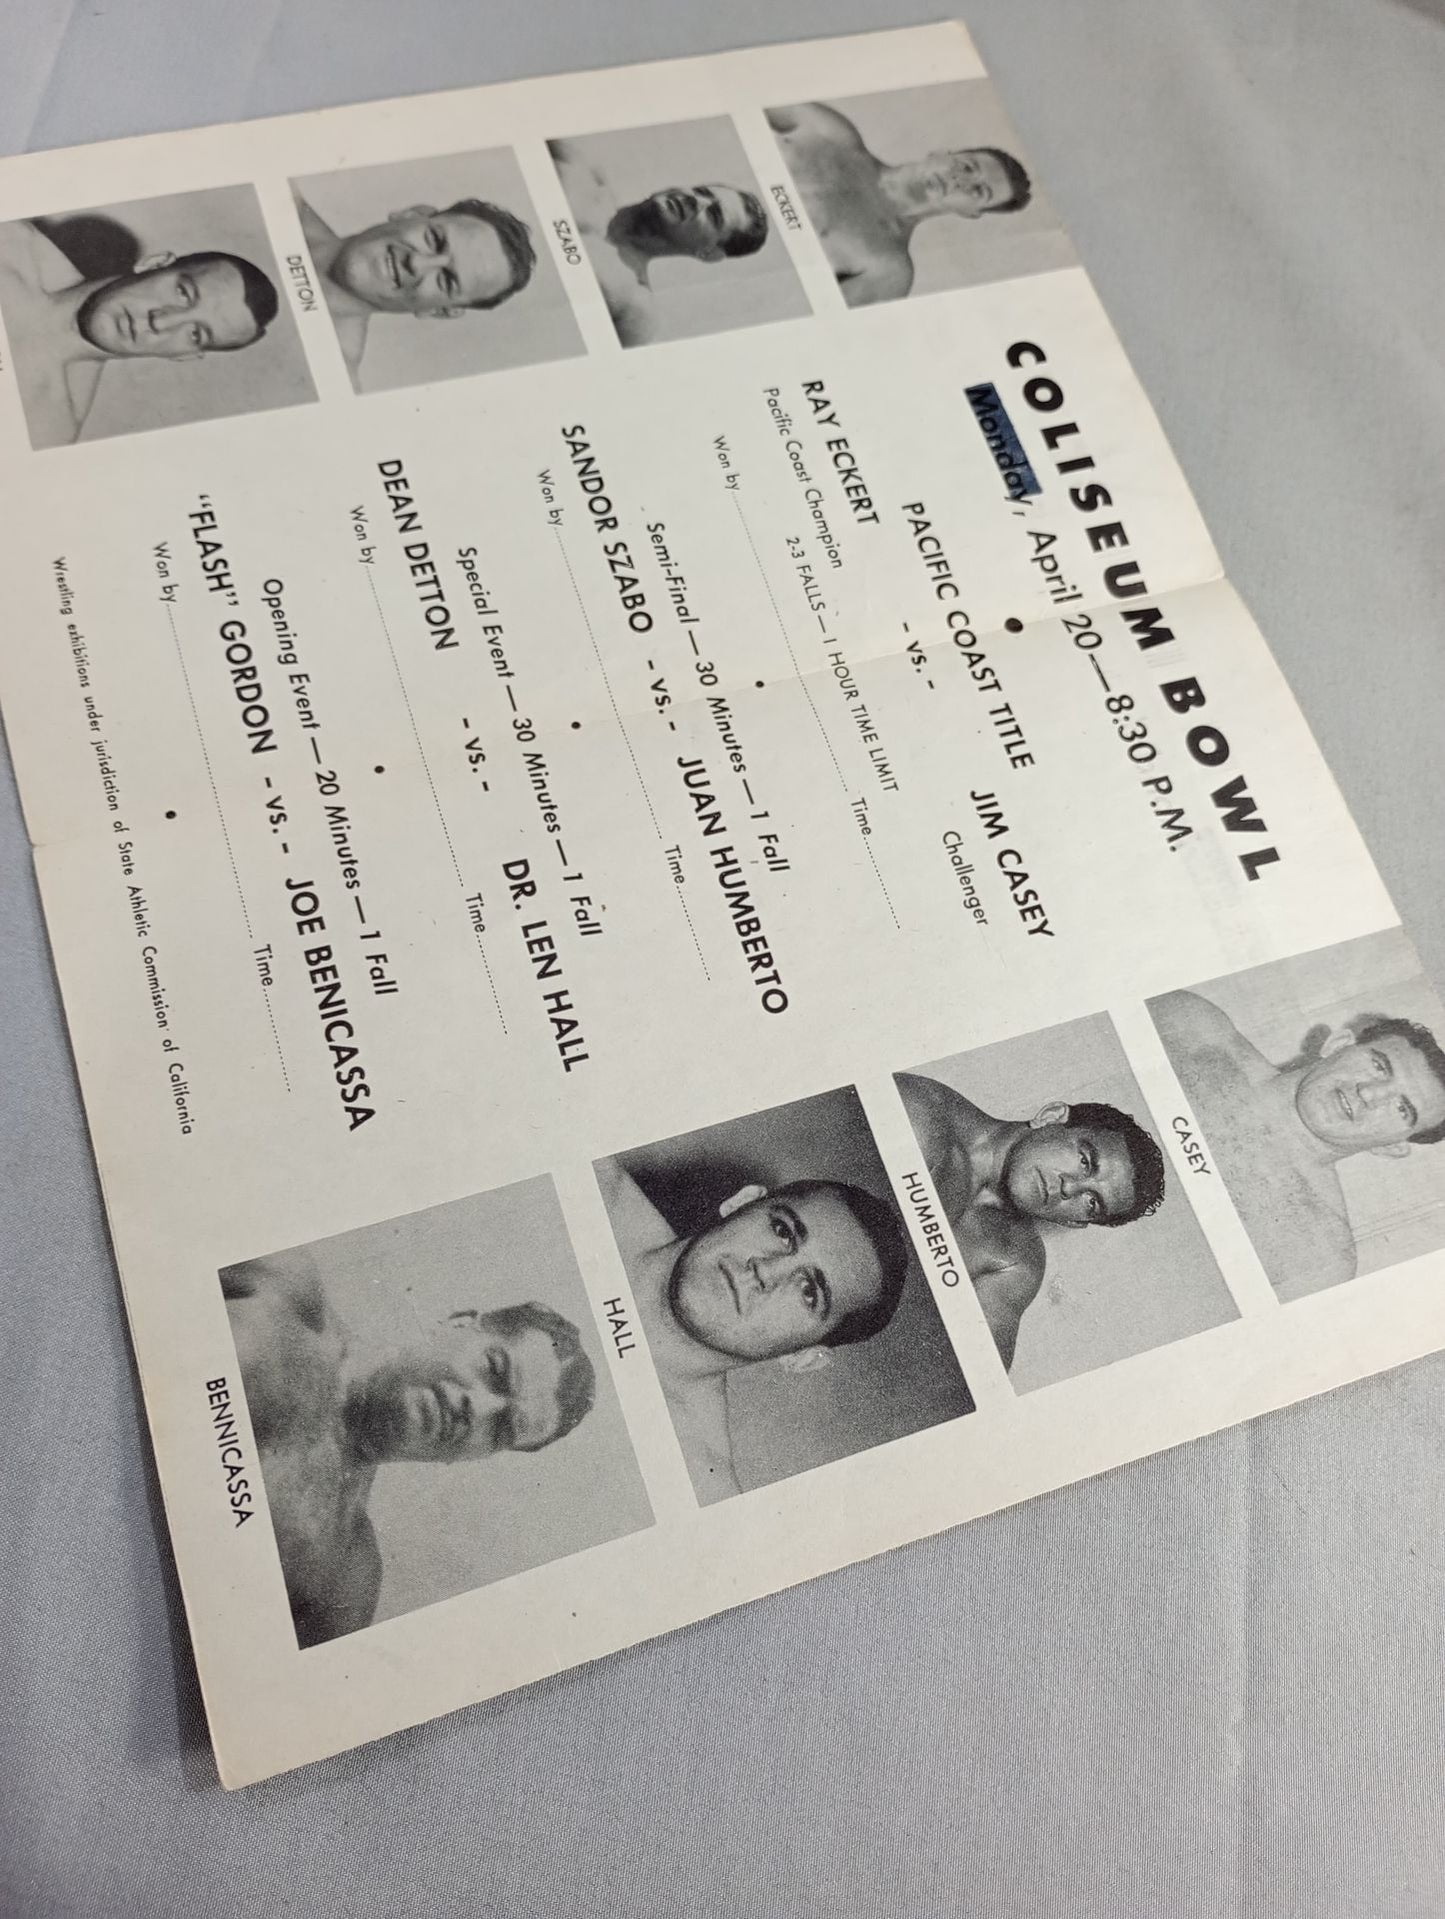 COLISEUM BOWL
Monday, April 20—8:30 P.M.
PACIFIC COAST TITLE
RAY ECKERT - vs. - JIM CASEY
Pacific Coast Champion Challenger
2-3 FALLS — 1 HOUR TIME LIMIT
Won by Time
Semi-Final — 30 Minutes — 1 Fall
SANDOR SZABO - vs. - JUAN HUMBERTO
Won by Time
Special Event — 30 Minutes — 1 Fall
DEAN DETTON - vs. - DR. LEN HALL
Won by Time
Opening Event — 20 Minutes — 1 Fall
"FLASH" GORDON - vs. - JOE BENICASSA
Won by Time
Wrestling exhibitions under jurisdiction of State Athletic Commission of California
ECKERT
SZABO
DETTON
CASEY
HUMBERTO
HALL
BENNICASSA